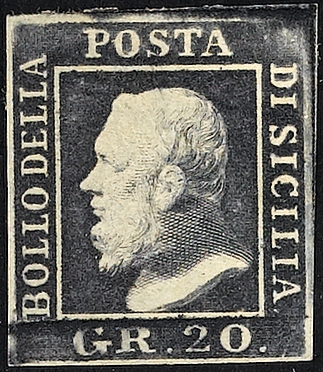 BOLLO DELLA
POSTA
DI SICILIA
GR. 20.